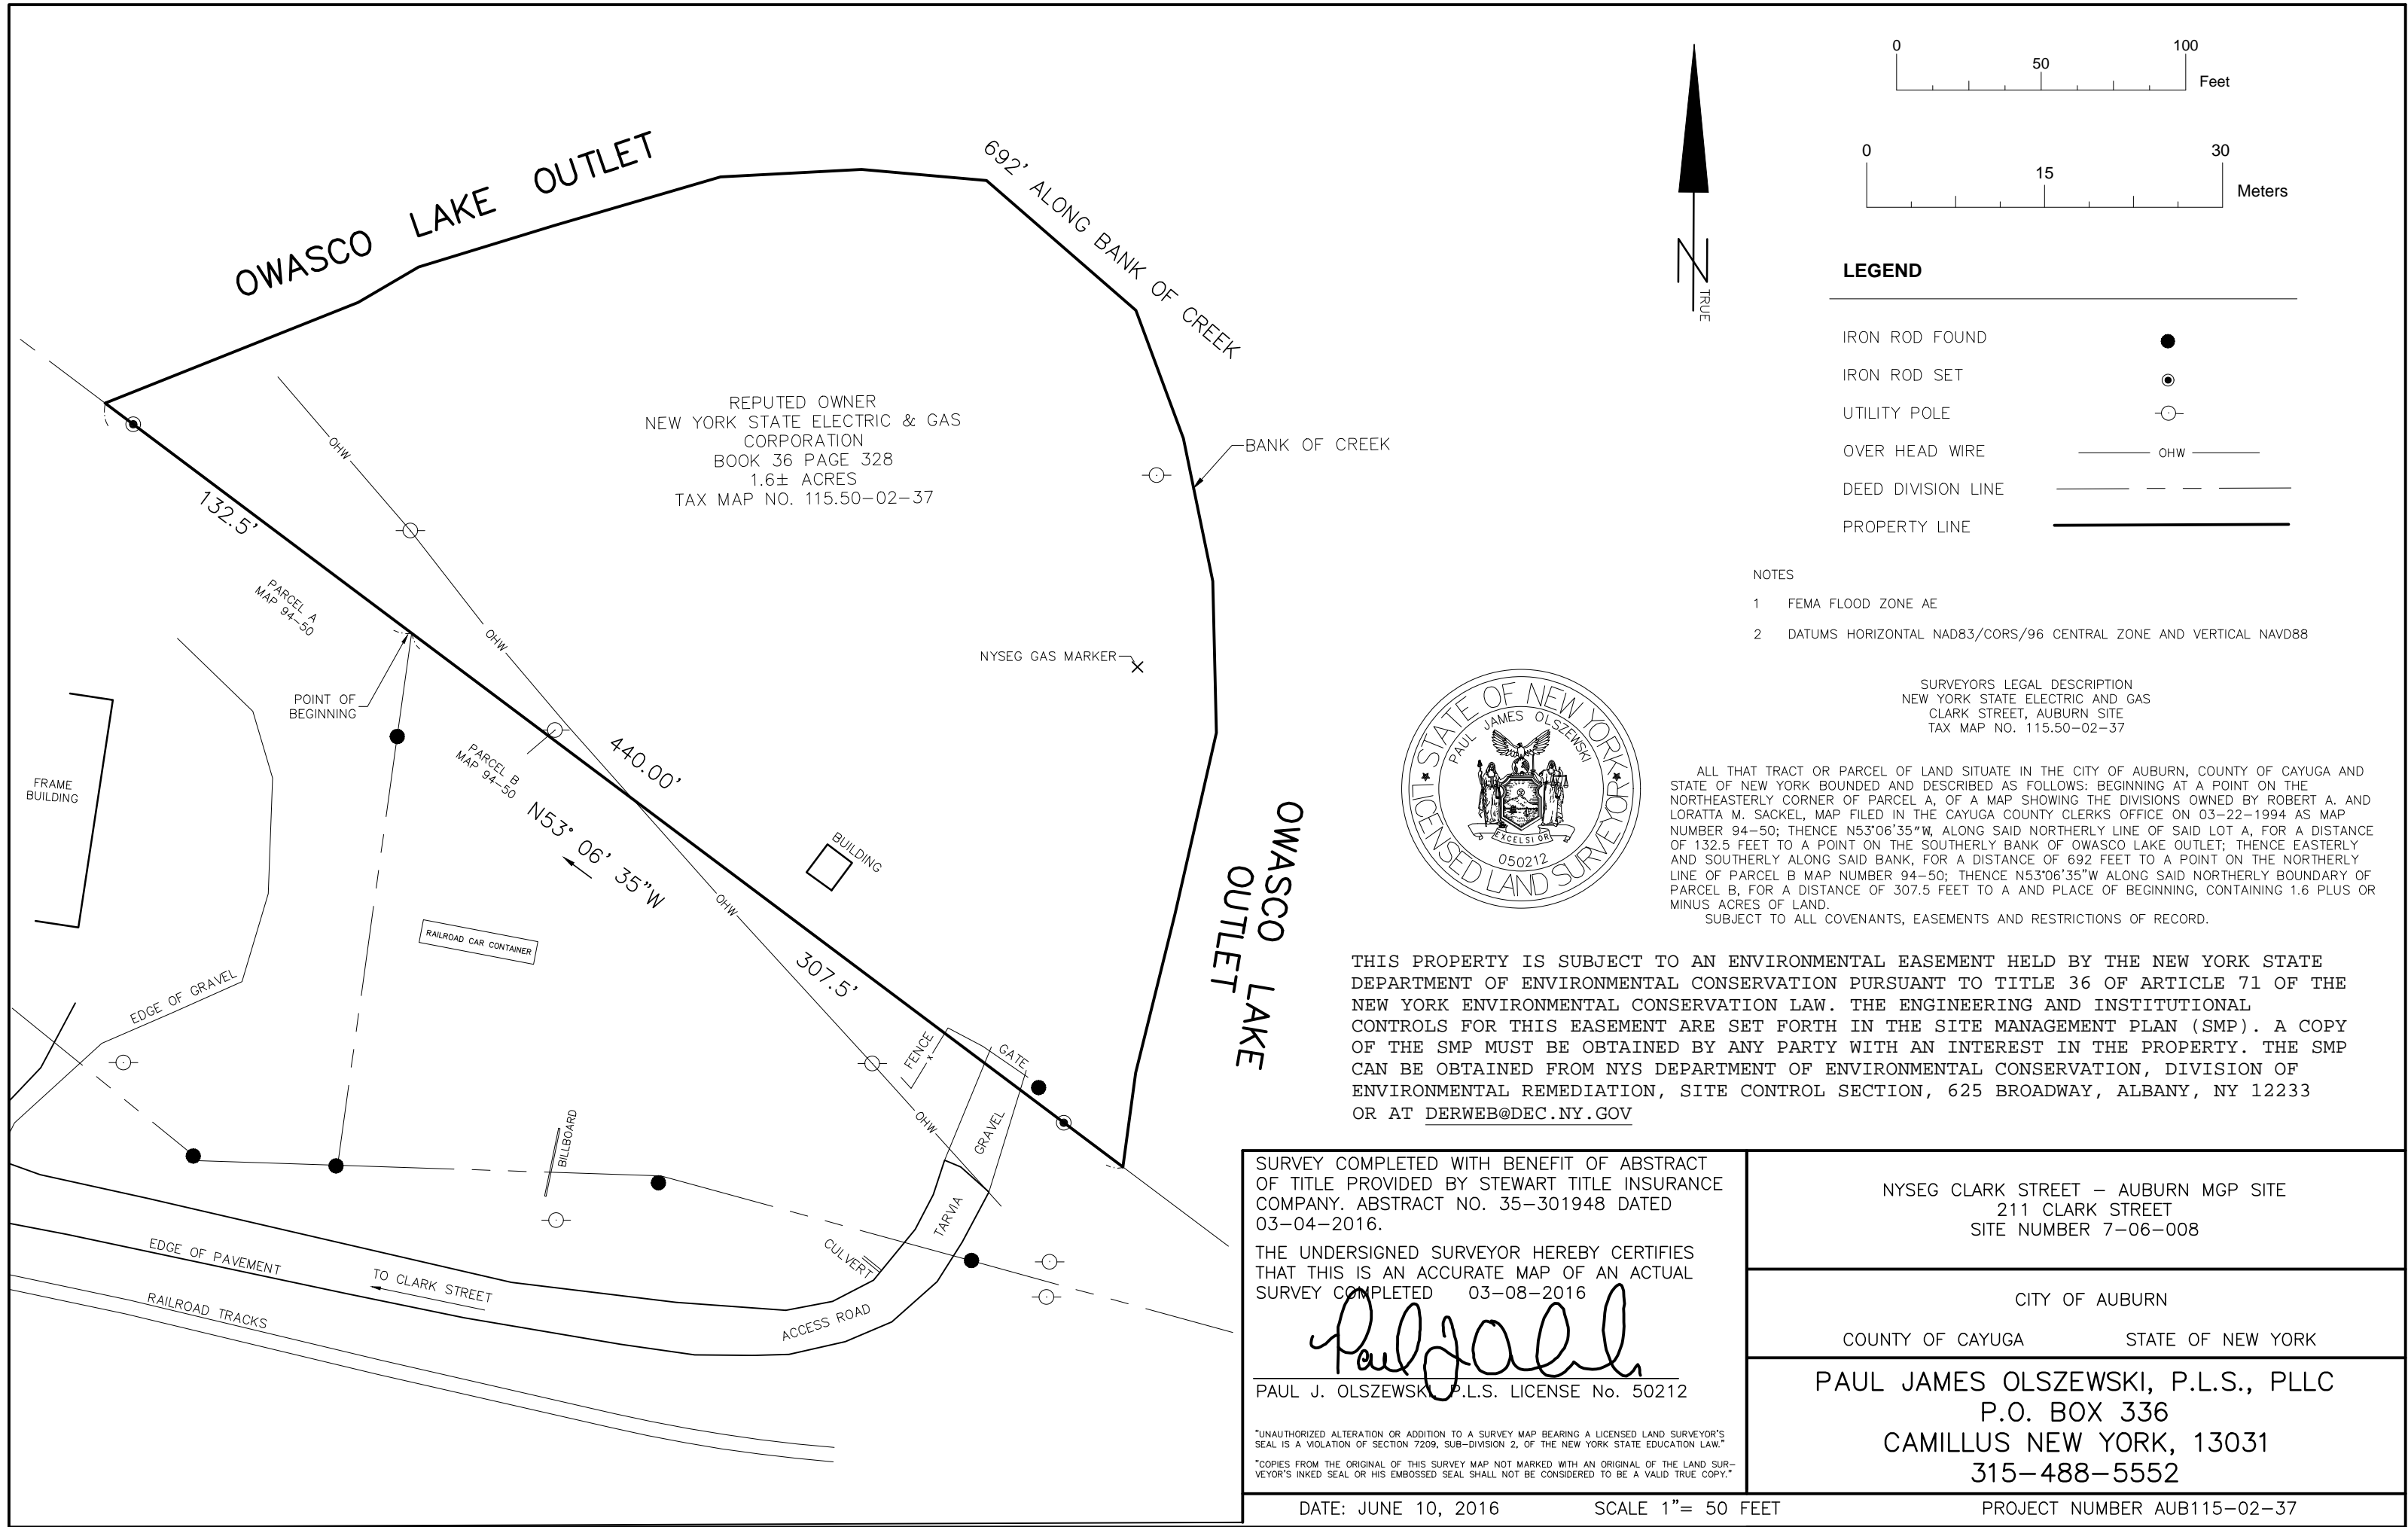 OWASCO LAKE OUTLET
692' ALONG BANK OF CREEK
REPUTED OWNER
NEW YORK STATE ELECTRIC & GAS
CORPORATION
BOOK 36 PAGE 328
1.6± ACRES
TAX MAP NO. 115.50-02-37
BANK OF CREEK
OHW
132.5'
PARCEL A
MAP 94-50
OHW
NYSEG GAS MARKER
POINT OF
BEGINNING
PARCEL B
MAP 94-50
440.00'
N53° 06' 35"W
FRAME
BUILDING
BUILDING
OHW
RAILROAD CAR CONTAINER
307.5'
OWASCO LAKE
OUTLET
EDGE OF GRAVEL
FENCE
x
GATE
GRAVEL
OHW
BILLBOARD
TARVIA
CULVERT
EDGE OF PAVEMENT
TO CLARK STREET
RAILROAD TRACKS
ACCESS ROAD
N
TRUE
0 50 100
Feet
0 15 30
Meters
LEGEND
IRON ROD FOUND
IRON ROD SET
UTILITY POLE
OVER HEAD WIRE OHW
DEED DIVISION LINE
PROPERTY LINE
NOTES
1 FEMA FLOOD ZONE AE
2 DATUMS HORIZONTAL NAD83/CORS/96 CENTRAL ZONE AND VERTICAL NAVD88
STATE OF NEW YORK
PAUL JAMES OLSZEWSKI
EXCELSIOR
050212
LICENSED LAND SURVEYOR
SURVEYORS LEGAL DESCRIPTION
NEW YORK STATE ELECTRIC AND GAS
CLARK STREET, AUBURN SITE
TAX MAP NO. 115.50-02-37
ALL THAT TRACT OR PARCEL OF LAND SITUATE IN THE CITY OF AUBURN, COUNTY OF CAYUGA AND
STATE OF NEW YORK BOUNDED AND DESCRIBED AS FOLLOWS: BEGINNING AT A POINT ON THE
NORTHEASTERLY CORNER OF PARCEL A, OF A MAP SHOWING THE DIVISIONS OWNED BY ROBERT A. AND
LORATTA M. SACKEL, MAP FILED IN THE CAYUGA COUNTY CLERKS OFFICE ON 03-22-1994 AS MAP
NUMBER 94-50; THENCE N53°06'35"W, ALONG SAID NORTHERLY LINE OF SAID LOT A, FOR A DISTANCE
OF 132.5 FEET TO A POINT ON THE SOUTHERLY BANK OF OWASCO LAKE OUTLET; THENCE EASTERLY
AND SOUTHERLY ALONG SAID BANK, FOR A DISTANCE OF 692 FEET TO A POINT ON THE NORTHERLY
LINE OF PARCEL B MAP NUMBER 94-50; THENCE N53°06'35"W ALONG SAID NORTHERLY BOUNDARY OF
PARCEL B, FOR A DISTANCE OF 307.5 FEET TO A AND PLACE OF BEGINNING, CONTAINING 1.6 PLUS OR
MINUS ACRES OF LAND.
SUBJECT TO ALL COVENANTS, EASEMENTS AND RESTRICTIONS OF RECORD.
THIS PROPERTY IS SUBJECT TO AN ENVIRONMENTAL EASEMENT HELD BY THE NEW YORK STATE
DEPARTMENT OF ENVIRONMENTAL CONSERVATION PURSUANT TO TITLE 36 OF ARTICLE 71 OF THE
NEW YORK ENVIRONMENTAL CONSERVATION LAW. THE ENGINEERING AND INSTITUTIONAL
CONTROLS FOR THIS EASEMENT ARE SET FORTH IN THE SITE MANAGEMENT PLAN (SMP). A COPY
OF THE SMP MUST BE OBTAINED BY ANY PARTY WITH AN INTEREST IN THE PROPERTY. THE SMP
CAN BE OBTAINED FROM NYS DEPARTMENT OF ENVIRONMENTAL CONSERVATION, DIVISION OF
ENVIRONMENTAL REMEDIATION, SITE CONTROL SECTION, 625 BROADWAY, ALBANY, NY 12233
OR AT DERWEB@DEC.NY.GOV
SURVEY COMPLETED WITH BENEFIT OF ABSTRACT
OF TITLE PROVIDED BY STEWART TITLE INSURANCE
COMPANY. ABSTRACT NO. 35-301948 DATED
03-04-2016.
THE UNDERSIGNED SURVEYOR HEREBY CERTIFIES
THAT THIS IS AN ACCURATE MAP OF AN ACTUAL
SURVEY COMPLETED 03-08-2016
PAUL J. OLSZEWSKI, P.L.S. LICENSE No. 50212
"UNAUTHORIZED ALTERATION OR ADDITION TO A SURVEY MAP BEARING A LICENSED LAND SURVEYOR'S
SEAL IS A VIOLATION OF SECTION 7209, SUB-DIVISION 2, OF THE NEW YORK STATE EDUCATION LAW."
"COPIES FROM THE ORIGINAL OF THIS SURVEY MAP NOT MARKED WITH AN ORIGINAL OF THE LAND SUR-
VEYOR'S INKED SEAL OR HIS EMBOSSED SEAL SHALL NOT BE CONSIDERED TO BE A VALID TRUE COPY."
NYSEG CLARK STREET - AUBURN MGP SITE
211 CLARK STREET
SITE NUMBER 7-06-008
CITY OF AUBURN
COUNTY OF CAYUGA STATE OF NEW YORK
PAUL JAMES OLSZEWSKI, P.L.S., PLLC
P.O. BOX 336
CAMILLUS NEW YORK, 13031
315-488-5552
DATE: JUNE 10, 2016 SCALE 1"= 50 FEET PROJECT NUMBER AUB115-02-37